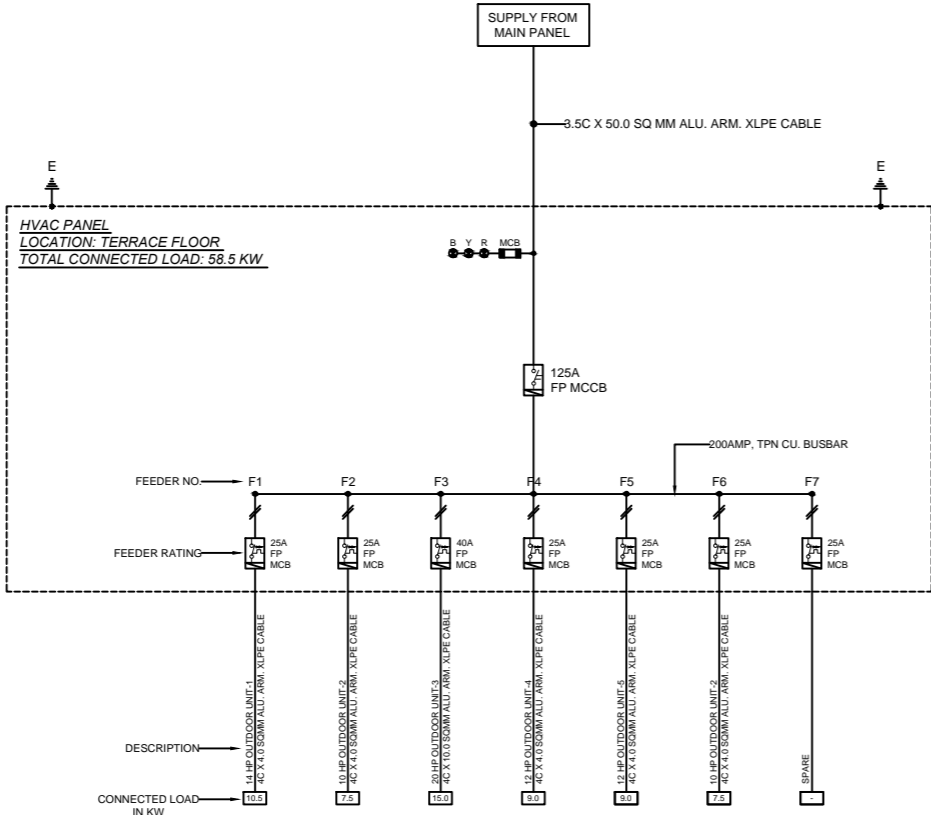 SUPPLY FROM
MAIN PANEL
3.5C X 50.0 SQ MM ALU. ARM. XLPE CABLE
E
E
HVAC PANEL
LOCATION: TERRACE FLOOR
TOTAL CONNECTED LOAD: 58.5 KW
B Y R MCB
125A
FP MCCB
200AMP, TPN CU. BUSBAR
FEEDER NO. F1 F2 F3 F4 F5 F6 F7
FEEDER RATING
25A
FP
MCB
25A
FP
MCB
40A
FP
MCB
25A
FP
MCB
25A
FP
MCB
25A
FP
MCB
25A
FP
MCB
DESCRIPTION
14 HP OUTDOOR UNIT-1
4C X 4.0 SQMM ALU. ARM. XLPE CABLE
10 HP OUTDOOR UNIT-2
4C X 4.0 SQMM ALU. ARM. XLPE CABLE
20 HP OUTDOOR UNIT-3
4C X 10.0 SQMM ALU. ARM. XLPE CABLE
12 HP OUTDOOR UNIT-4
4C X 4.0 SQMM ALU. ARM. XLPE CABLE
12 HP OUTDOOR UNIT-5
4C X 4.0 SQMM ALU. ARM. XLPE CABLE
10 HP OUTDOOR UNIT-2
4C X 4.0 SQMM ALU. ARM. XLPE CABLE
SPARE
CONNECTED LOAD
IN KW
10.5 7.5 15.0 9.0 9.0 7.5 -